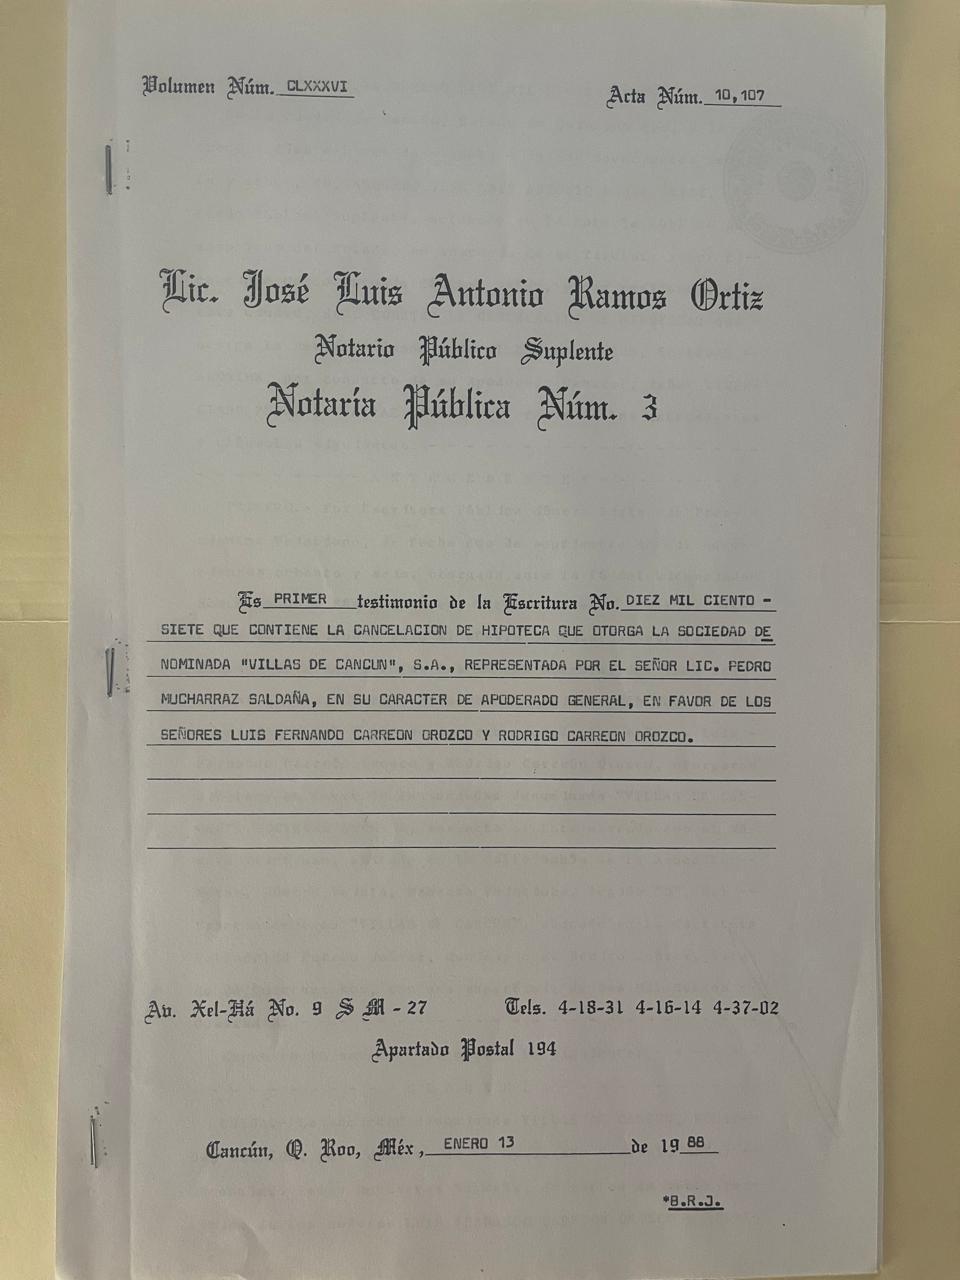 Volumen Núm. CLXXXVI
Acta Núm. 10,107
Lic. José Luis Antonio Ramos Ortiz
Notario Público Suplente
Notaría Pública Núm. 3
Es PRIMER testimonio de la Escritura No. DIEZ MIL CIENTO -
SIETE QUE CONTIENE LA CANCELACION DE HIPOTECA QUE OTORGA LA SOCIEDAD DE
NOMINADA "VILLAS DE CANCUN", S.A., REPRESENTADA POR EL SEÑOR LIC. PEDRO
MUCHARRAZ SALDAÑA, EN SU CARACTER DE APODERADO GENERAL, EN FAVOR DE LOS
SEÑORES LUIS FERNANDO CARREON OROZCO Y RODRIGO CARREON OROZCO.
Av. Xel-Há No. 9 S M - 27
Tels. 4-18-31 4-16-14 4-37-02
Apartado Postal 194
Cancún, Q. Roo, Méx, ENERO 13 de 1988
*B.R.J.